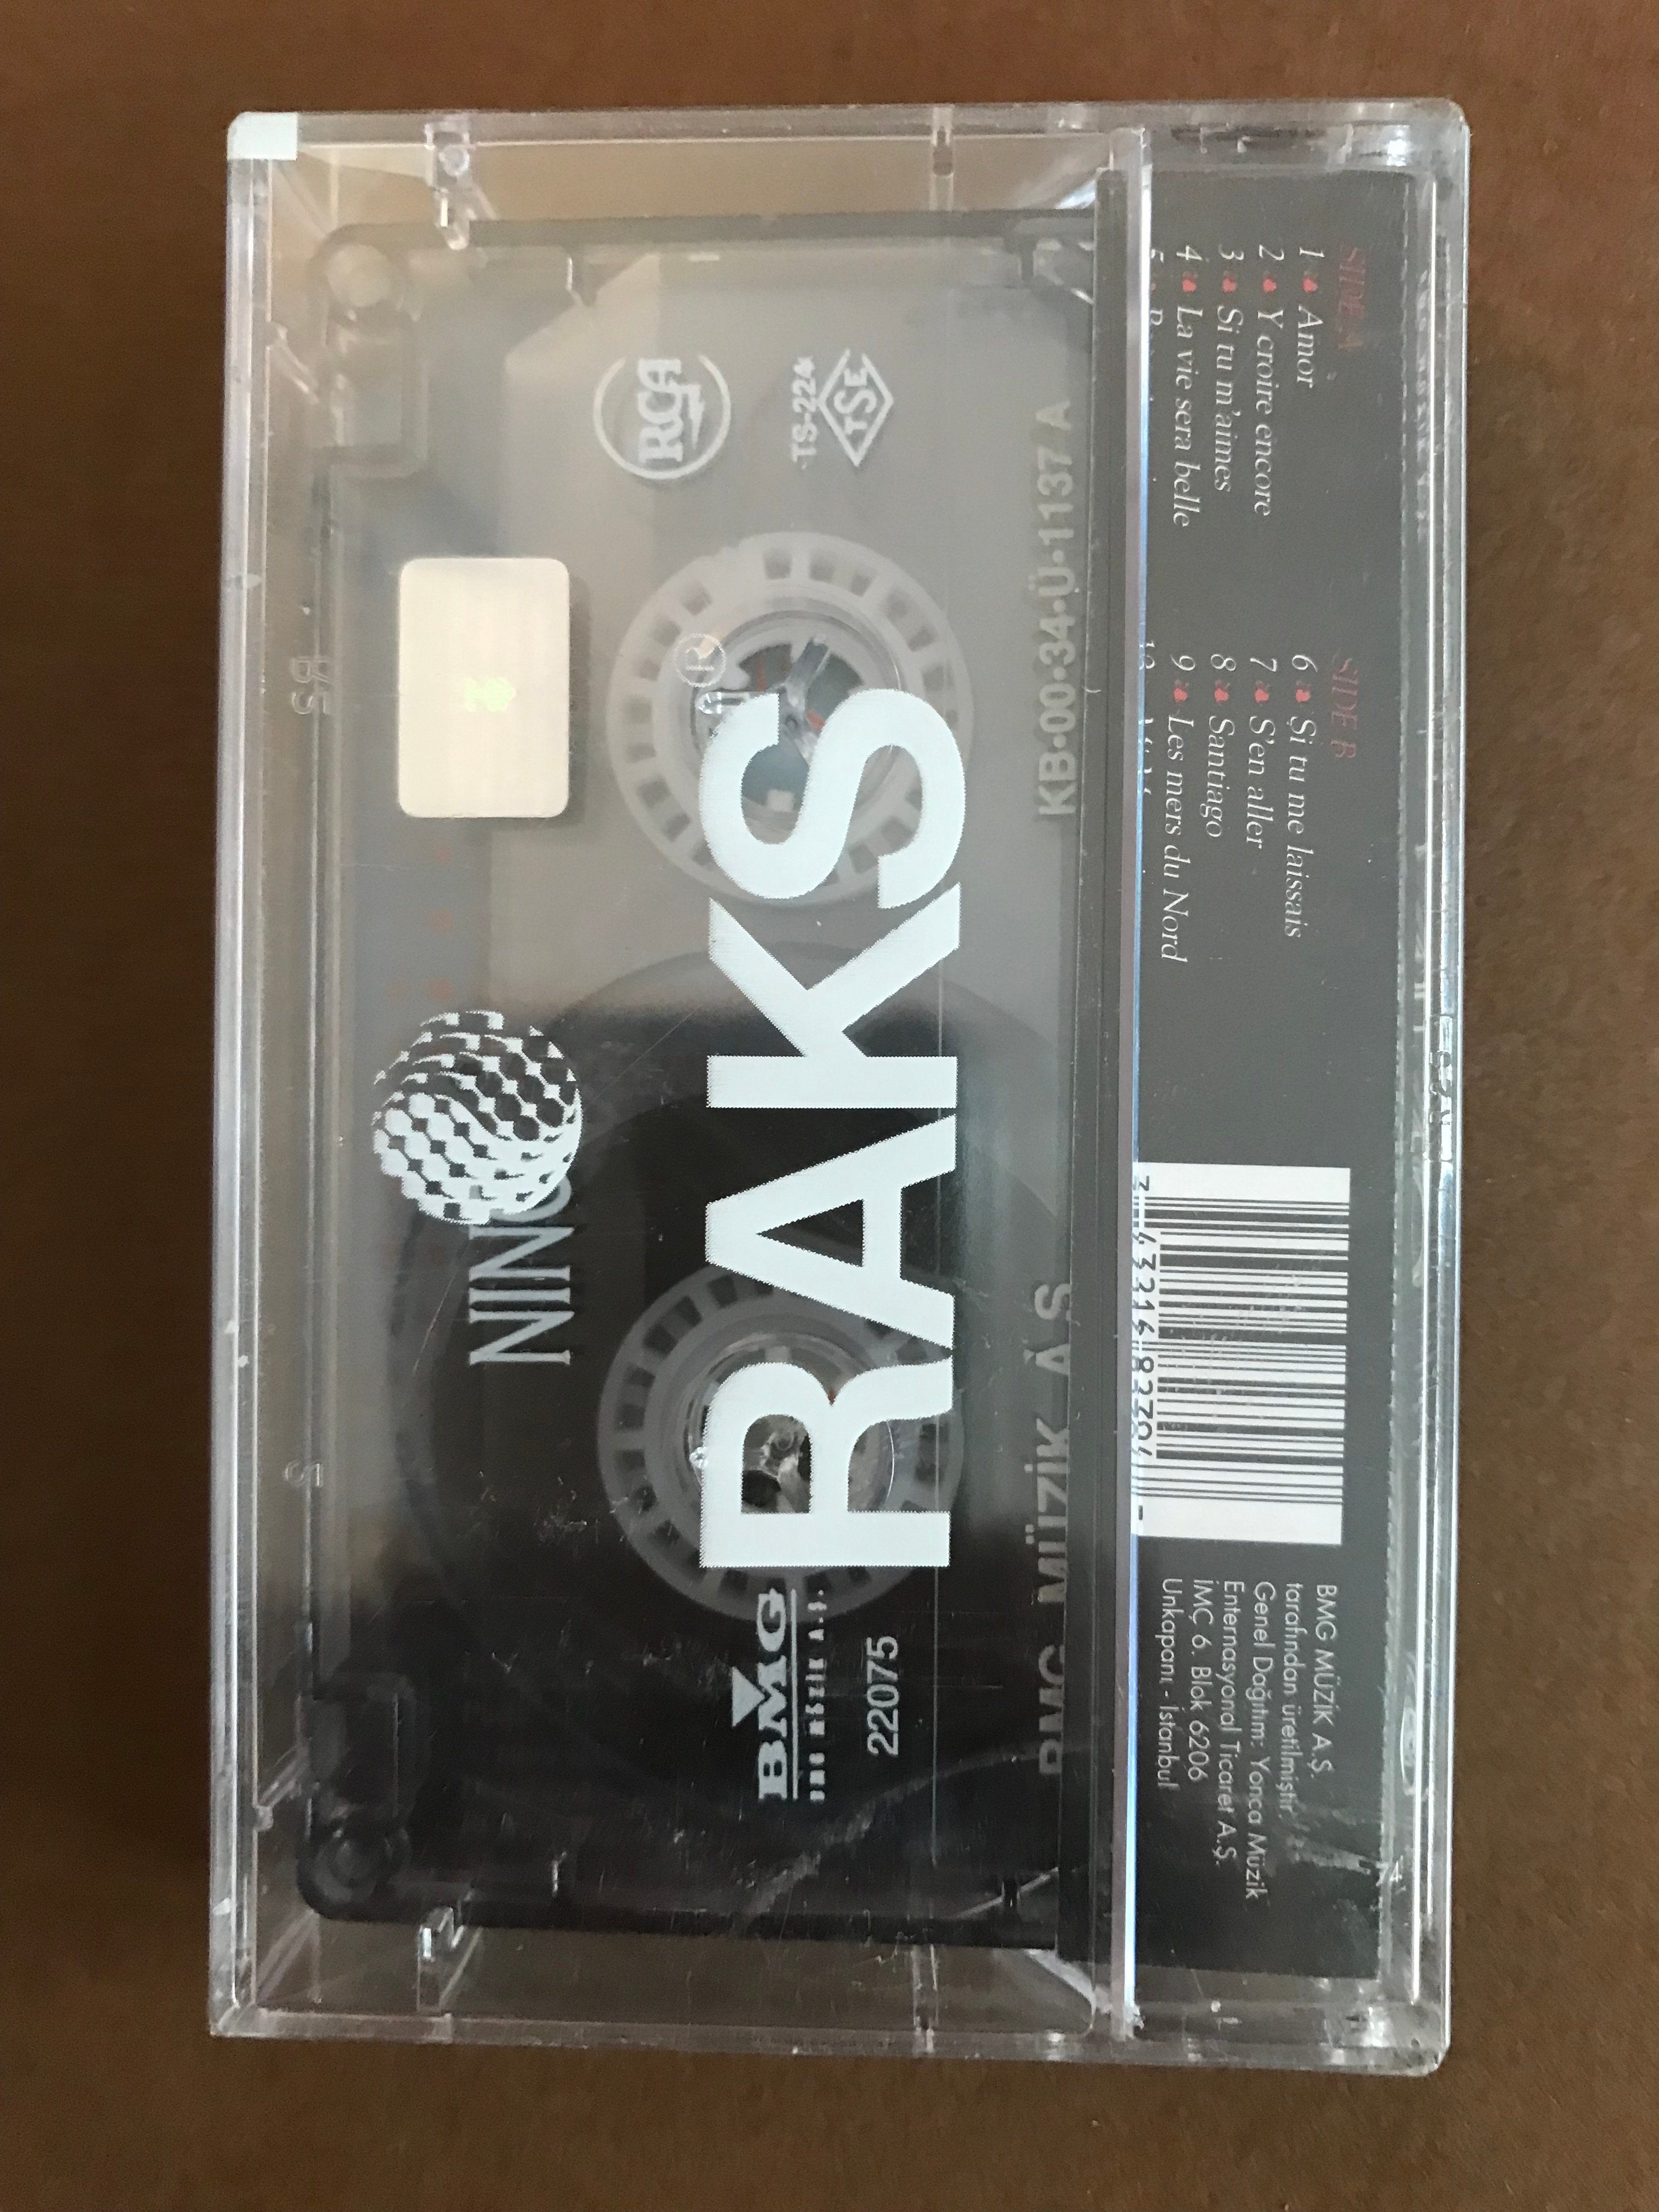 SIDE A
1 Amor
2 Y croire encore
3 Si tu m'aimes
4 La vie sera belle
5
SIDE B
6 Si tu me laissais
7 S'en aller
8 Santiago
9 Les mers du Nord
BMG MÜZİK A.Ş.
tarafından üretilmiştir.
Genel Dağıtım: Yonca Müzik
Enternasyonal Ticaret A.Ş.
İMÇ 6. Blok 6206
Unkapanı - İstanbul
BMG MÜZİK A.Ş KB·00·34·Ü·1137 A
TSE
TS-224
22075
RAKS®
BMG
BMG MÜZİK A.Ş.
RCA
NINO